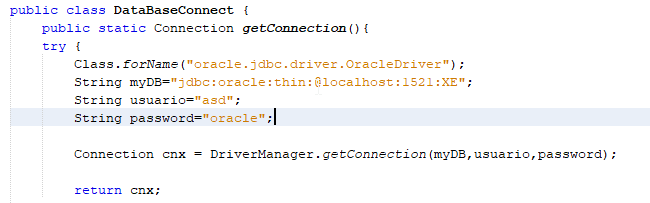 public class DataBaseConnect {
public static Connection getConnection(){
try {
Class.forName("oracle.jdbc.driver.OracleDriver");
String myDB="jdbc:oracle:thin:@localhost:1521:XE";
String usuario="asd";
String password="oracle";
Connection cnx = DriverManager.getConnection(myDB,usuario,password);
return cnx;